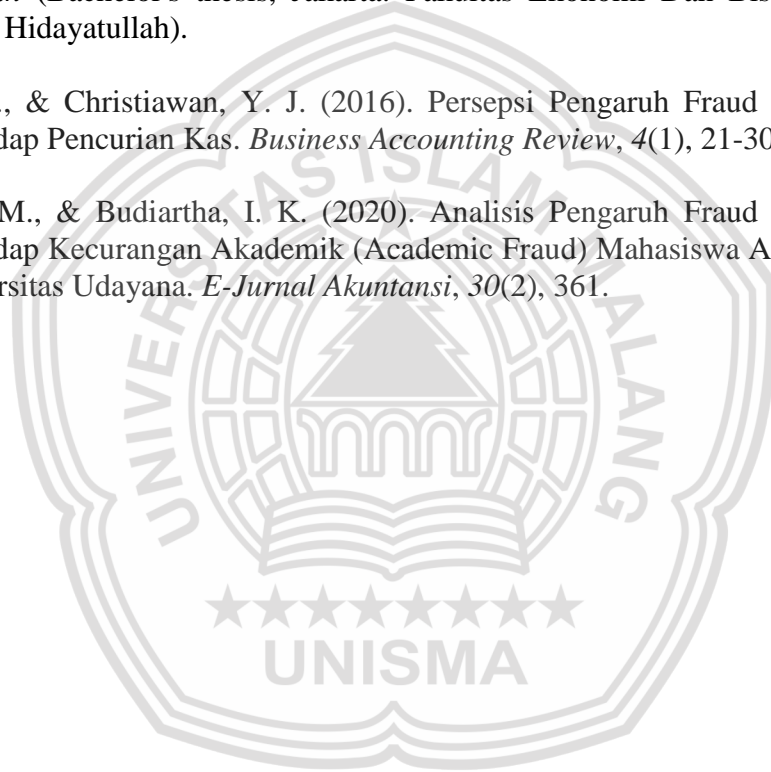 (Bachelor's thesis, Jakarta: Fakultas Ekonomi Dan Bis
Hidayatullah).
., & Christiawan, Y. J. (2016). Persepsi Pengaruh Fraud
dap Pencurian Kas. Business Accounting Review, 4(1), 21-30
M., & Budiartha, I. K. (2020). Analisis Pengaruh Fraud
dap Kecurangan Akademik (Academic Fraud) Mahasiswa A
rsitas Udayana. E-Jurnal Akuntansi, 30(2), 361.
UNIVERSITAS ISLAM MALANG
UNISMA